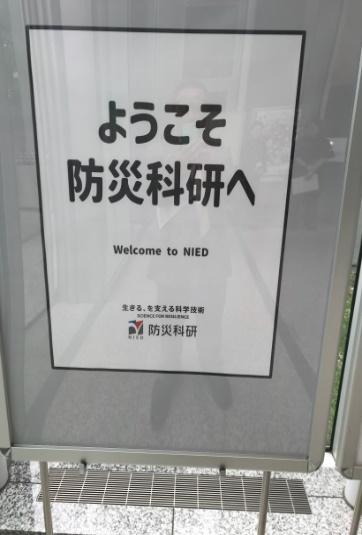 ようこそ
防災科研へ
Welcome to NIED
生きる、を支える科学技術
SCIENCE FOR RESILIENCE
NIED 防災科研